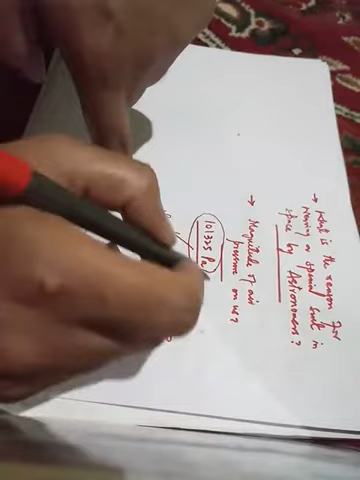 → What is the reason for
wearing a special suit in
space by Astronomers?
→ Magnitude of air
pressure on us?
101325 Pa